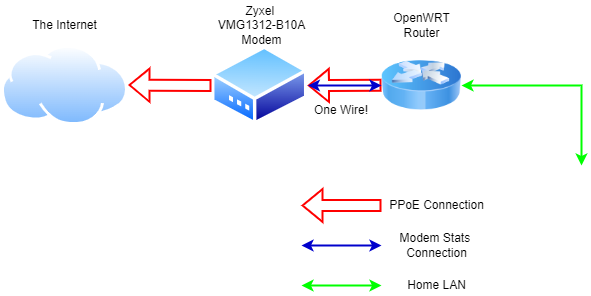 The Internet
Zyxel
VMG1312-B10A
Modem
OpenWRT
Router
One Wire!
PPoE Connection
Modem Stats
Connection
Home LAN